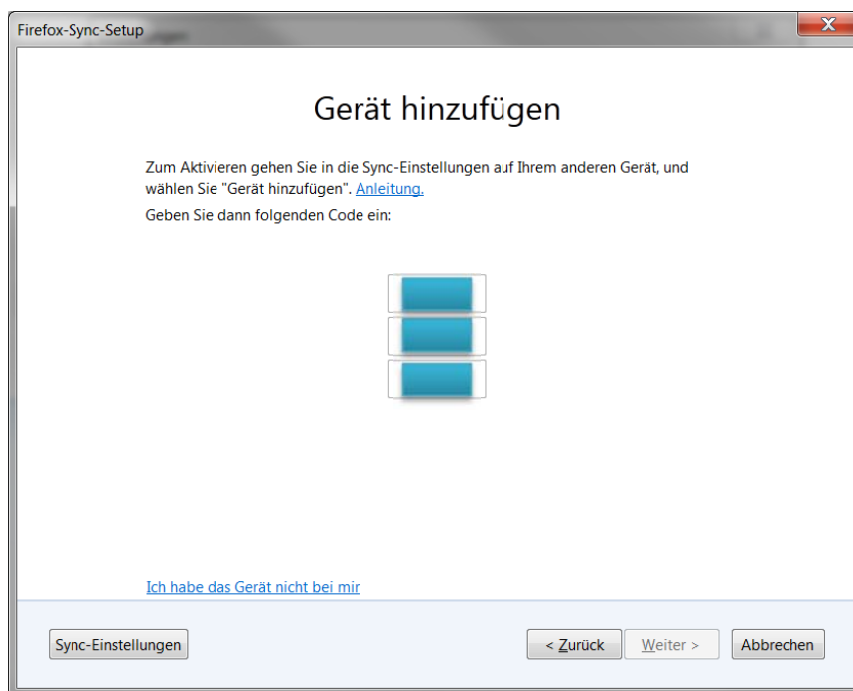 Firefox-Sync-Setup
Gerät hinzufügen
Zum Aktivieren gehen Sie in die Sync-Einstellungen auf Ihrem anderen Gerät, und
wählen Sie "Gerät hinzufügen". Anleitung.
Geben Sie dann folgenden Code ein:
Ich habe das Gerät nicht bei mir
Sync-Einstellungen
< Zurück
Weiter >
Abbrechen